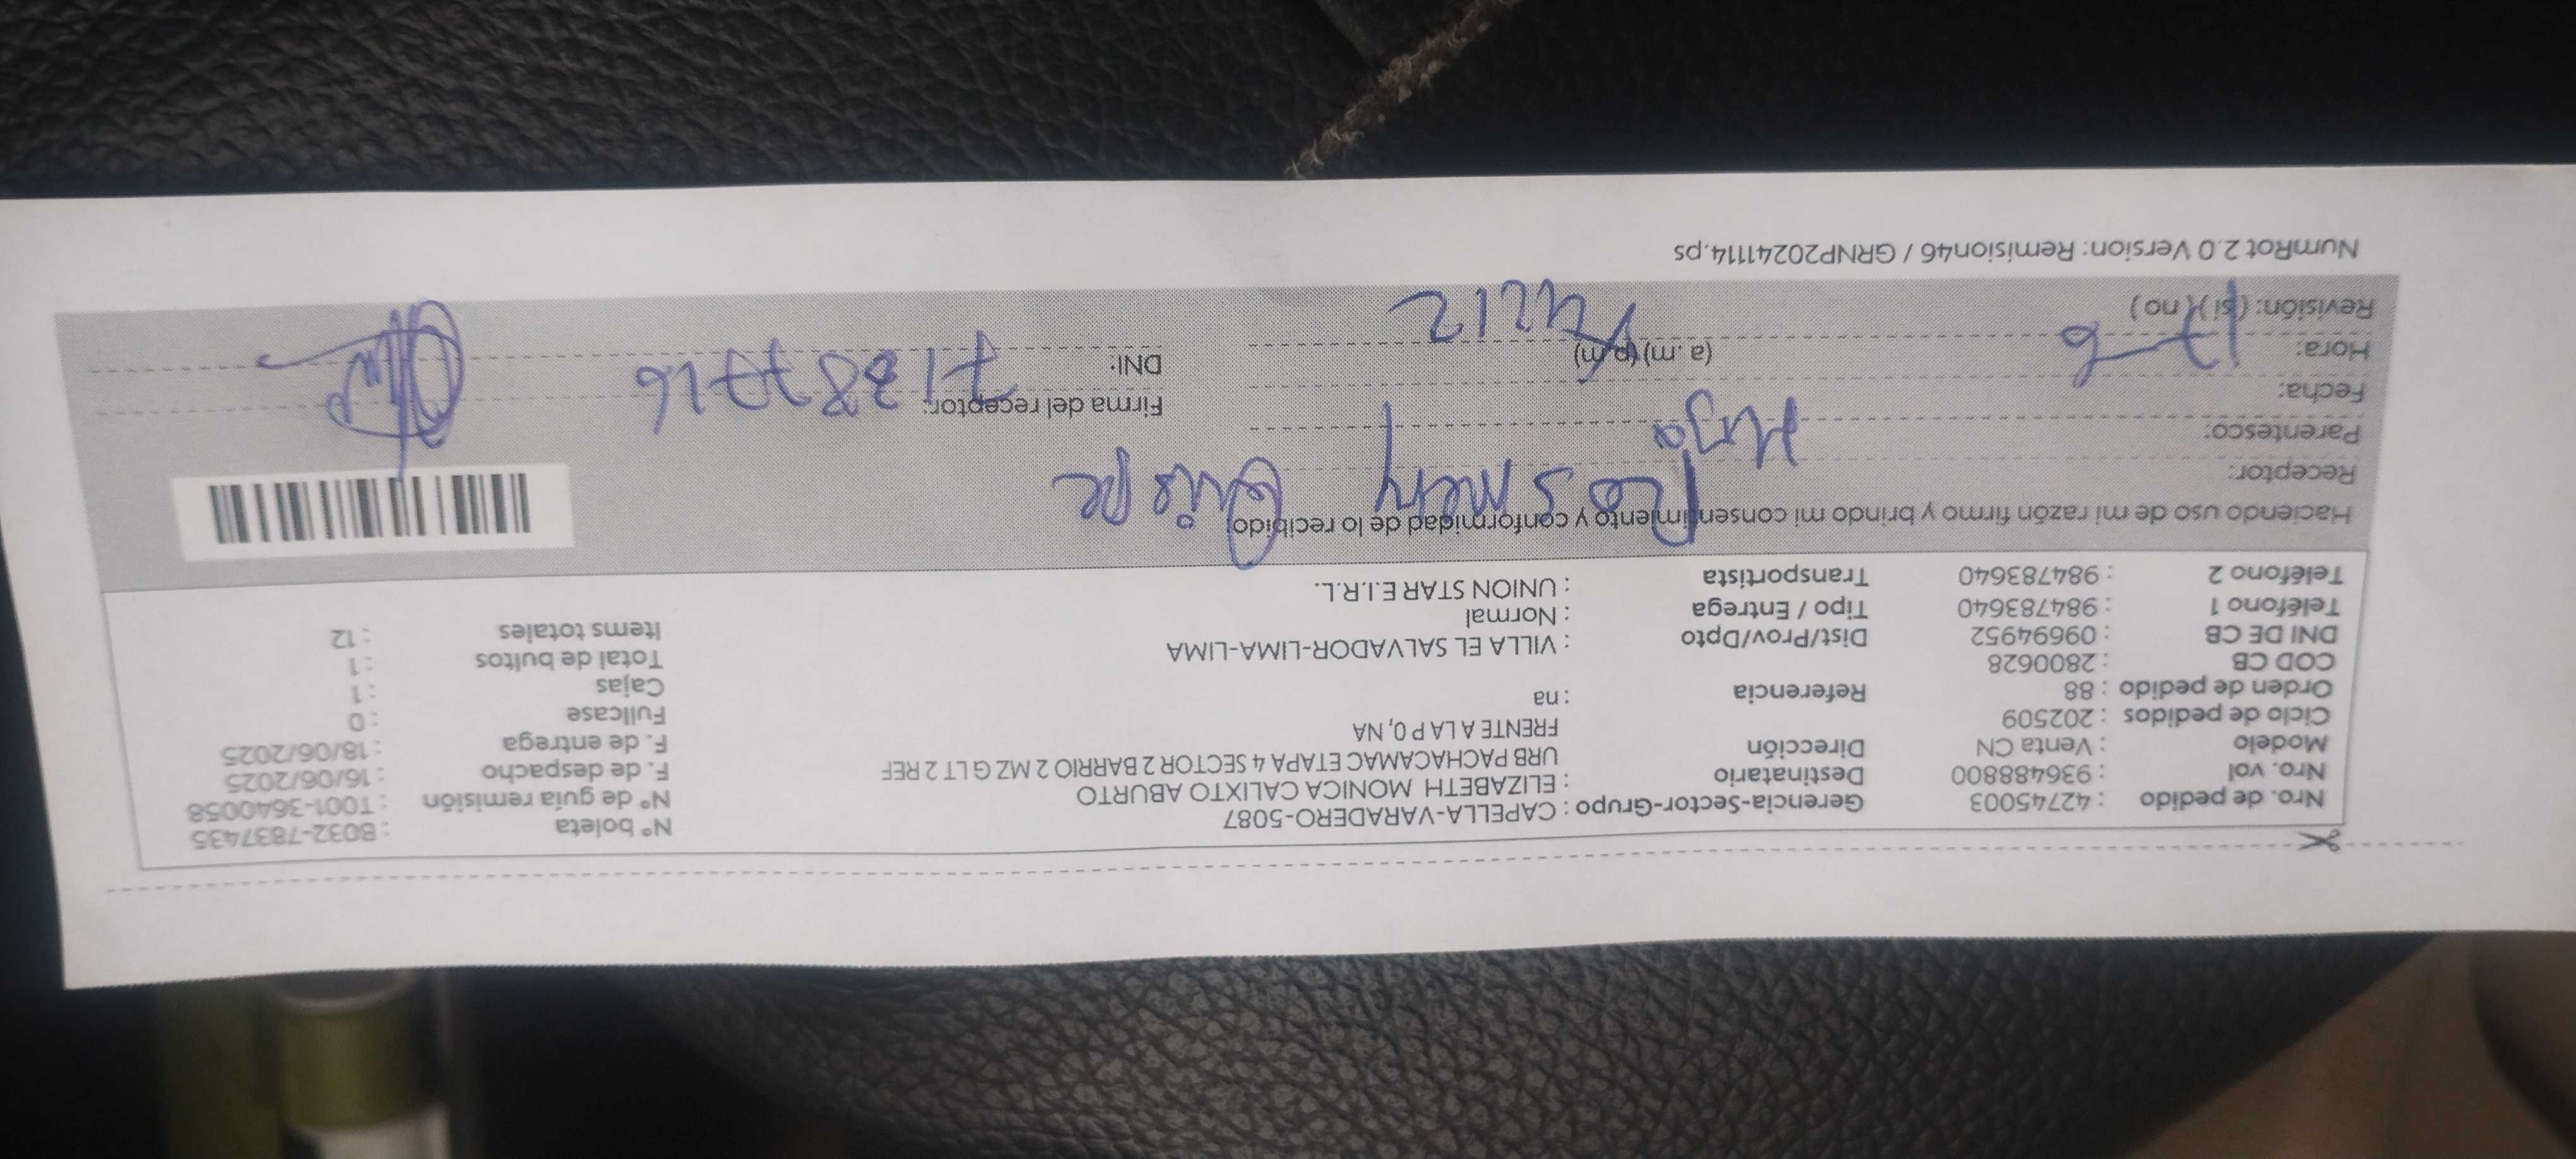 Nro. de pedido : 42745003 Gerencia-Sector-Grupo : CAPELLA-VARADERO-5087 Nº boleta : B032-7837435
Nro. vol : 936488800 Destinatario : ELIZABETH MONICA CALIXTO ABURTO Nº de guía remisión : T001-3640058
Modelo : Venta CN Dirección URB PACHACAMAC ETAPA 4 SECTOR 2 BARRIO 2 MZ G LT 2 REF F. de despacho : 16/06/2025
Ciclo de pedidos : 202509 FRENTE A LA P 0, NA F. de entrega : 18/06/2025
Orden de pedido : 88 Referencia : na Fullcase : 0
COD CB : 2800628 Cajas : 1
DNI DE CB : 09694952 Dist/Prov/Dpto : VILLA EL SALVADOR-LIMA-LIMA Total de bultos : 1
Teléfono 1 : 984783640 Tipo / Entrega : Normal Items totales : 12
Teléfono 2 : 984783640 Transportista : UNION STAR E.I.R.L.
Haciendo uso de mi razón firmo y brindo mi consentimiento y conformidad de lo recibido:
Receptor: Rosmery Quispe
Parentesco: Hija
Fecha: 17-6 Firma del receptor:
Hora: (a.m) (p.m) DNI: 71387716
Revisión: (si) (no)
NumRot 2.0 Version: Remision46 / GRNP20241114.ps